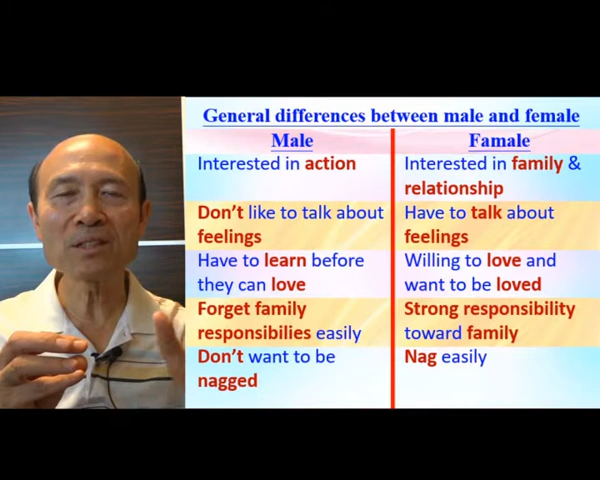 General differences between male and female
Male
Famale
Interested in action
Interested in family &
relationship
Don't like to talk about
feelings
Have to talk about
feelings
Have to learn before
they can love
Willing to love and
want to be loved
Forget family
responsibilies easily
Strong responsibility
toward family
Don't want to be
nagged
Nag easily